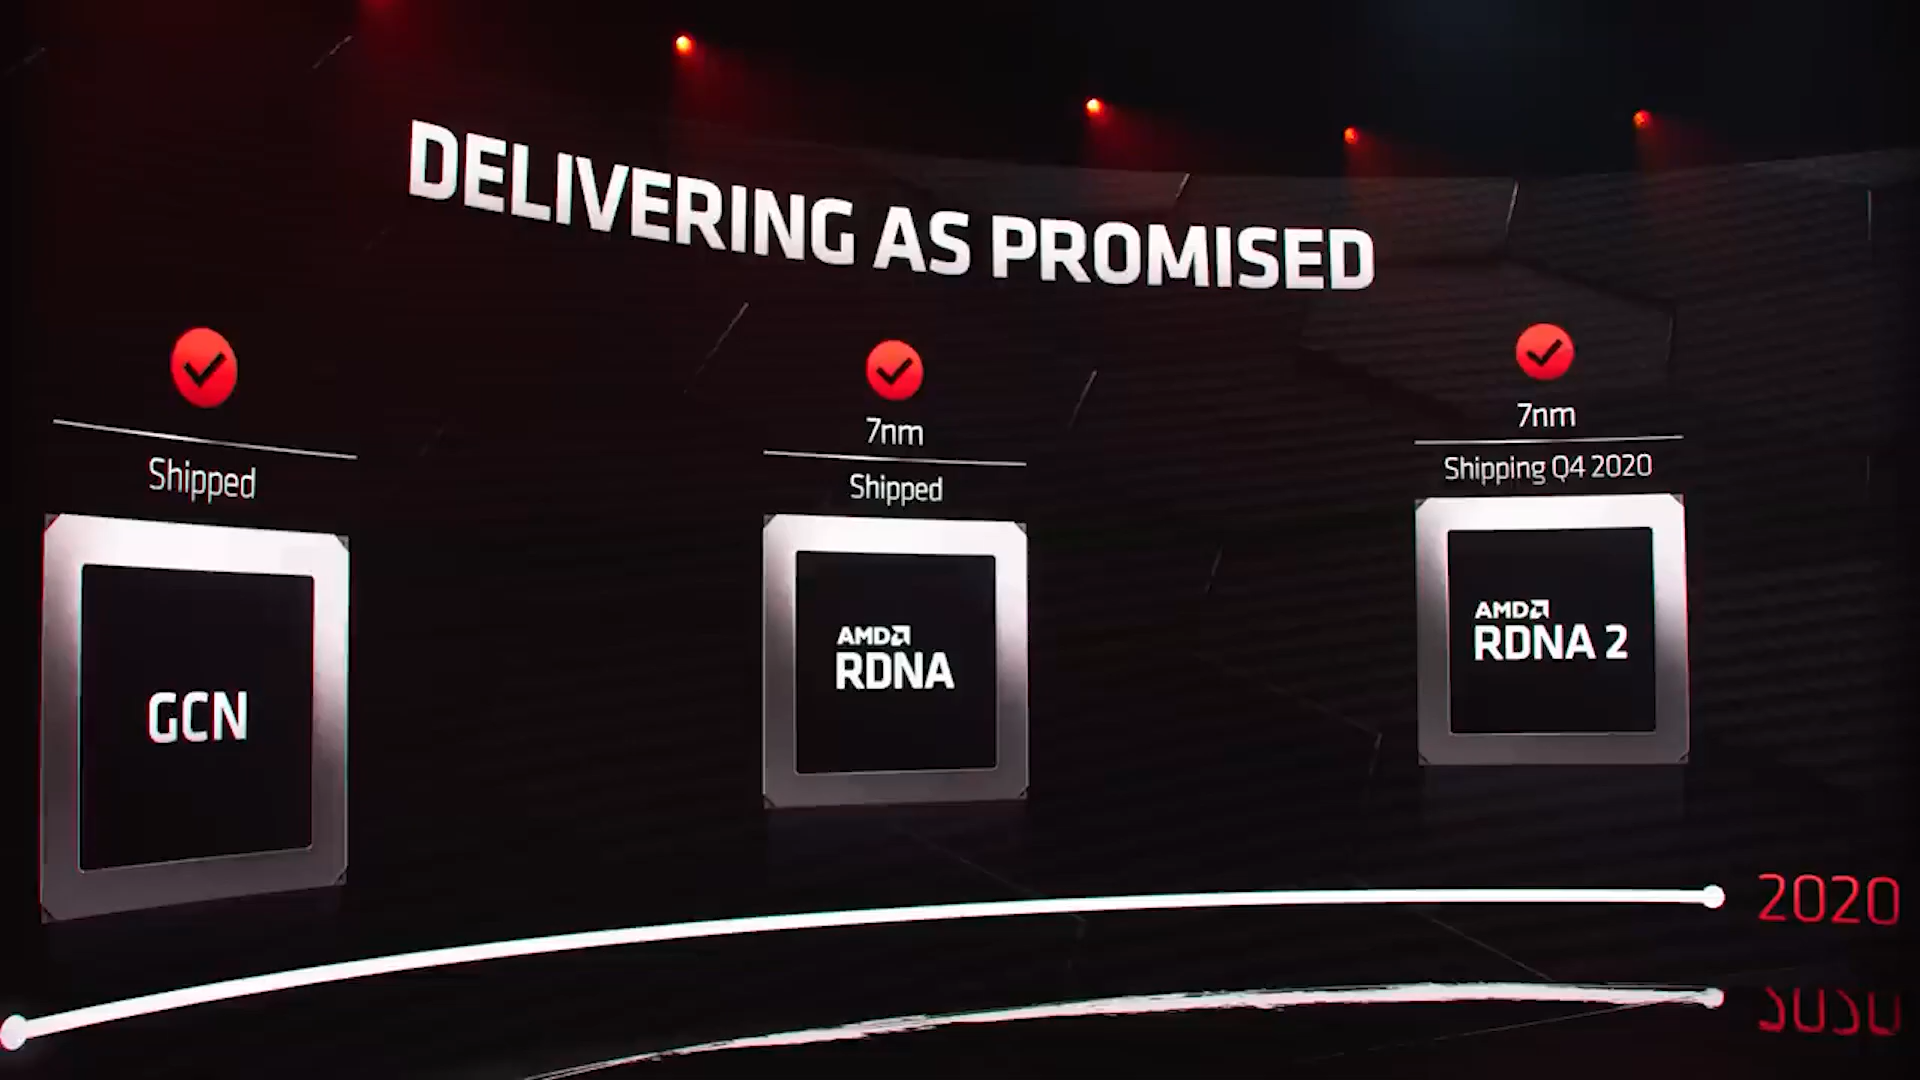 DELIVERING AS PROMISED
Shipped
GCN
7nm
Shipped
AMD
RDNA
7nm
Shipping Q4 2020
AMD
RDNA 2
2020